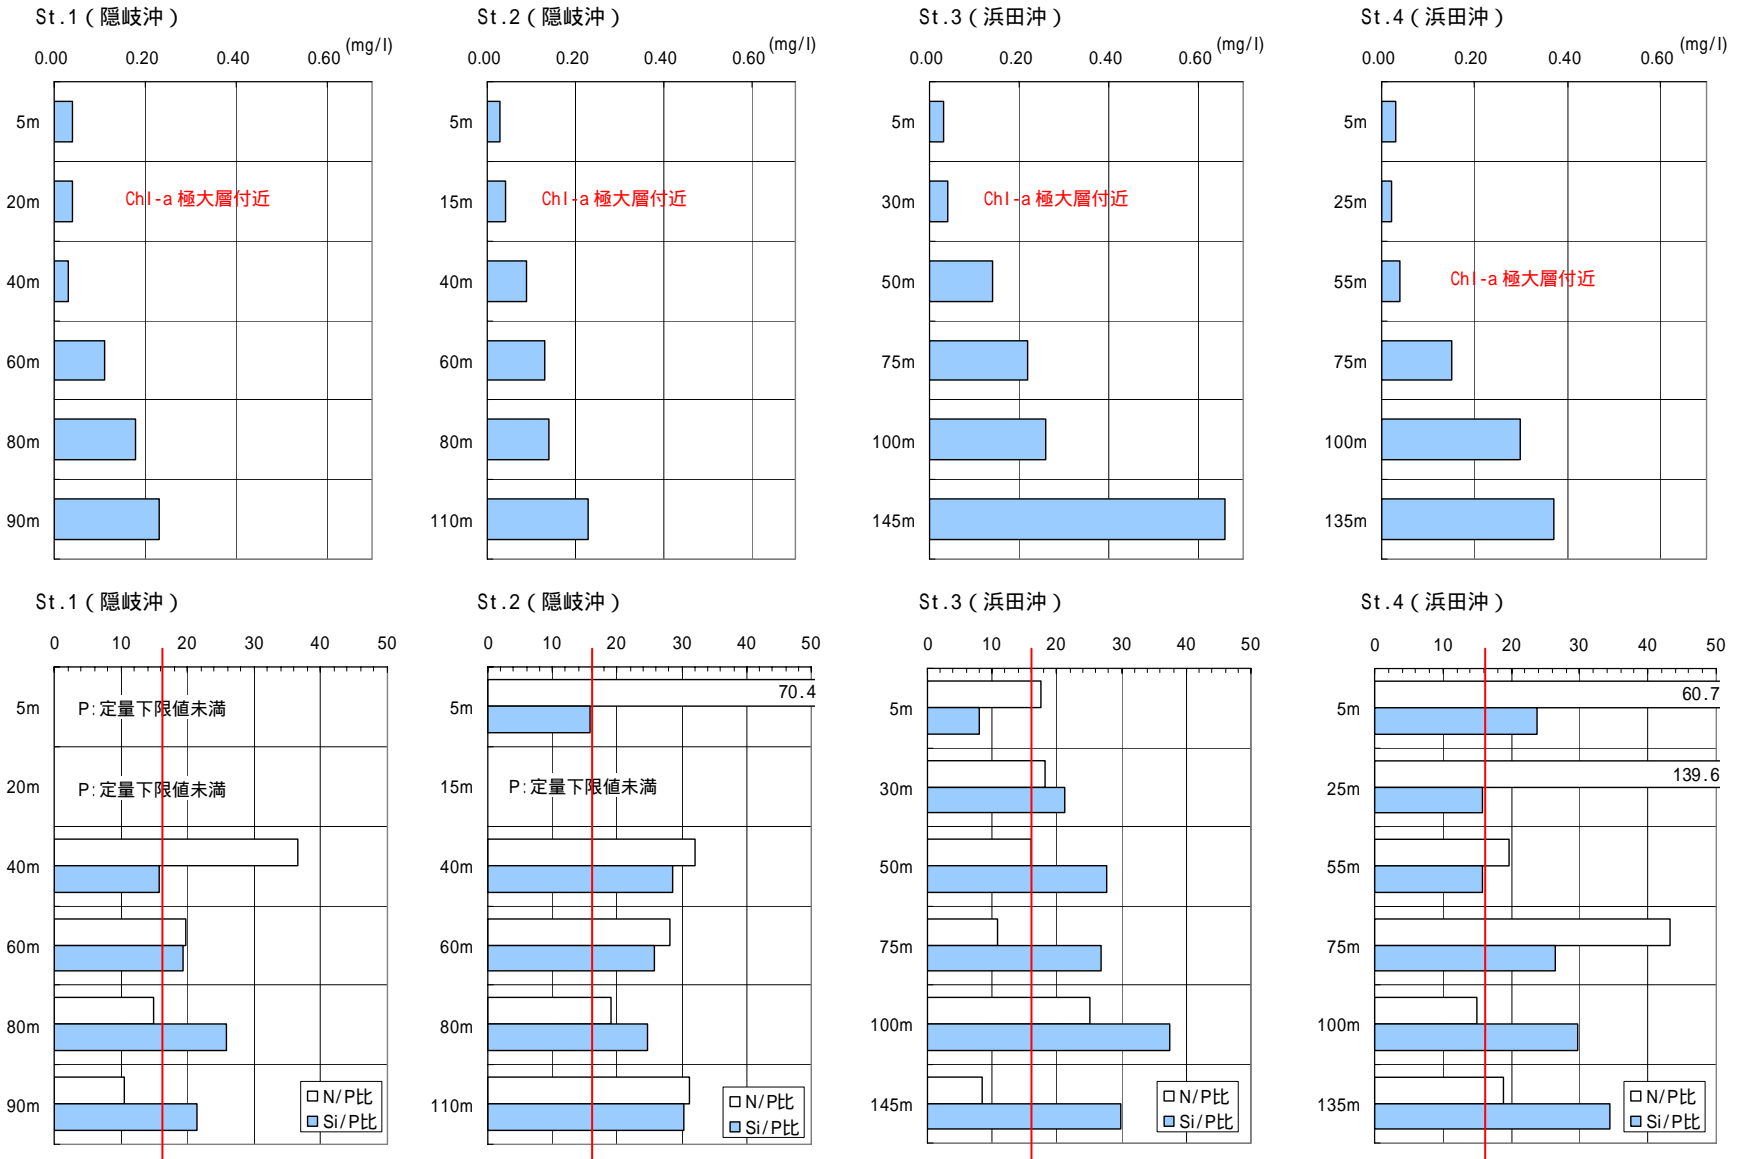 St.1（隠岐沖）
0.00 0.20 0.40 0.60 (mg/l)
5m
20m Chl-a 極大層付近
40m
60m
80m
90m
St.2（隠岐沖）
0.00 0.20 0.40 0.60 (mg/l)
5m
15m Chl-a 極大層付近
40m
60m
80m
110m
St.3（浜田沖）
0.00 0.20 0.40 0.60 (mg/l)
5m
30m Chl-a 極大層付近
50m
75m
100m
145m
St.4（浜田沖）
0.00 0.20 0.40 0.60 (mg/l)
5m
25m
55m Chl-a 極大層付近
75m
100m
135m
St.1（隠岐沖）
0 10 20 30 40 50
5m P:定量下限値未満
20m P:定量下限値未満
40m
60m
80m
90m
N/P比
Si/P比
St.2（隠岐沖）
0 10 20 30 40 50
70.4
5m
15m P:定量下限値未満
40m
60m
80m
110m
N/P比
Si/P比
St.3（浜田沖）
0 10 20 30 40 50
5m
30m
50m
75m
100m
145m
N/P比
Si/P比
St.4（浜田沖）
0 10 20 30 40 50
60.7
5m
139.6
25m
55m
75m
100m
135m
N/P比
Si/P比